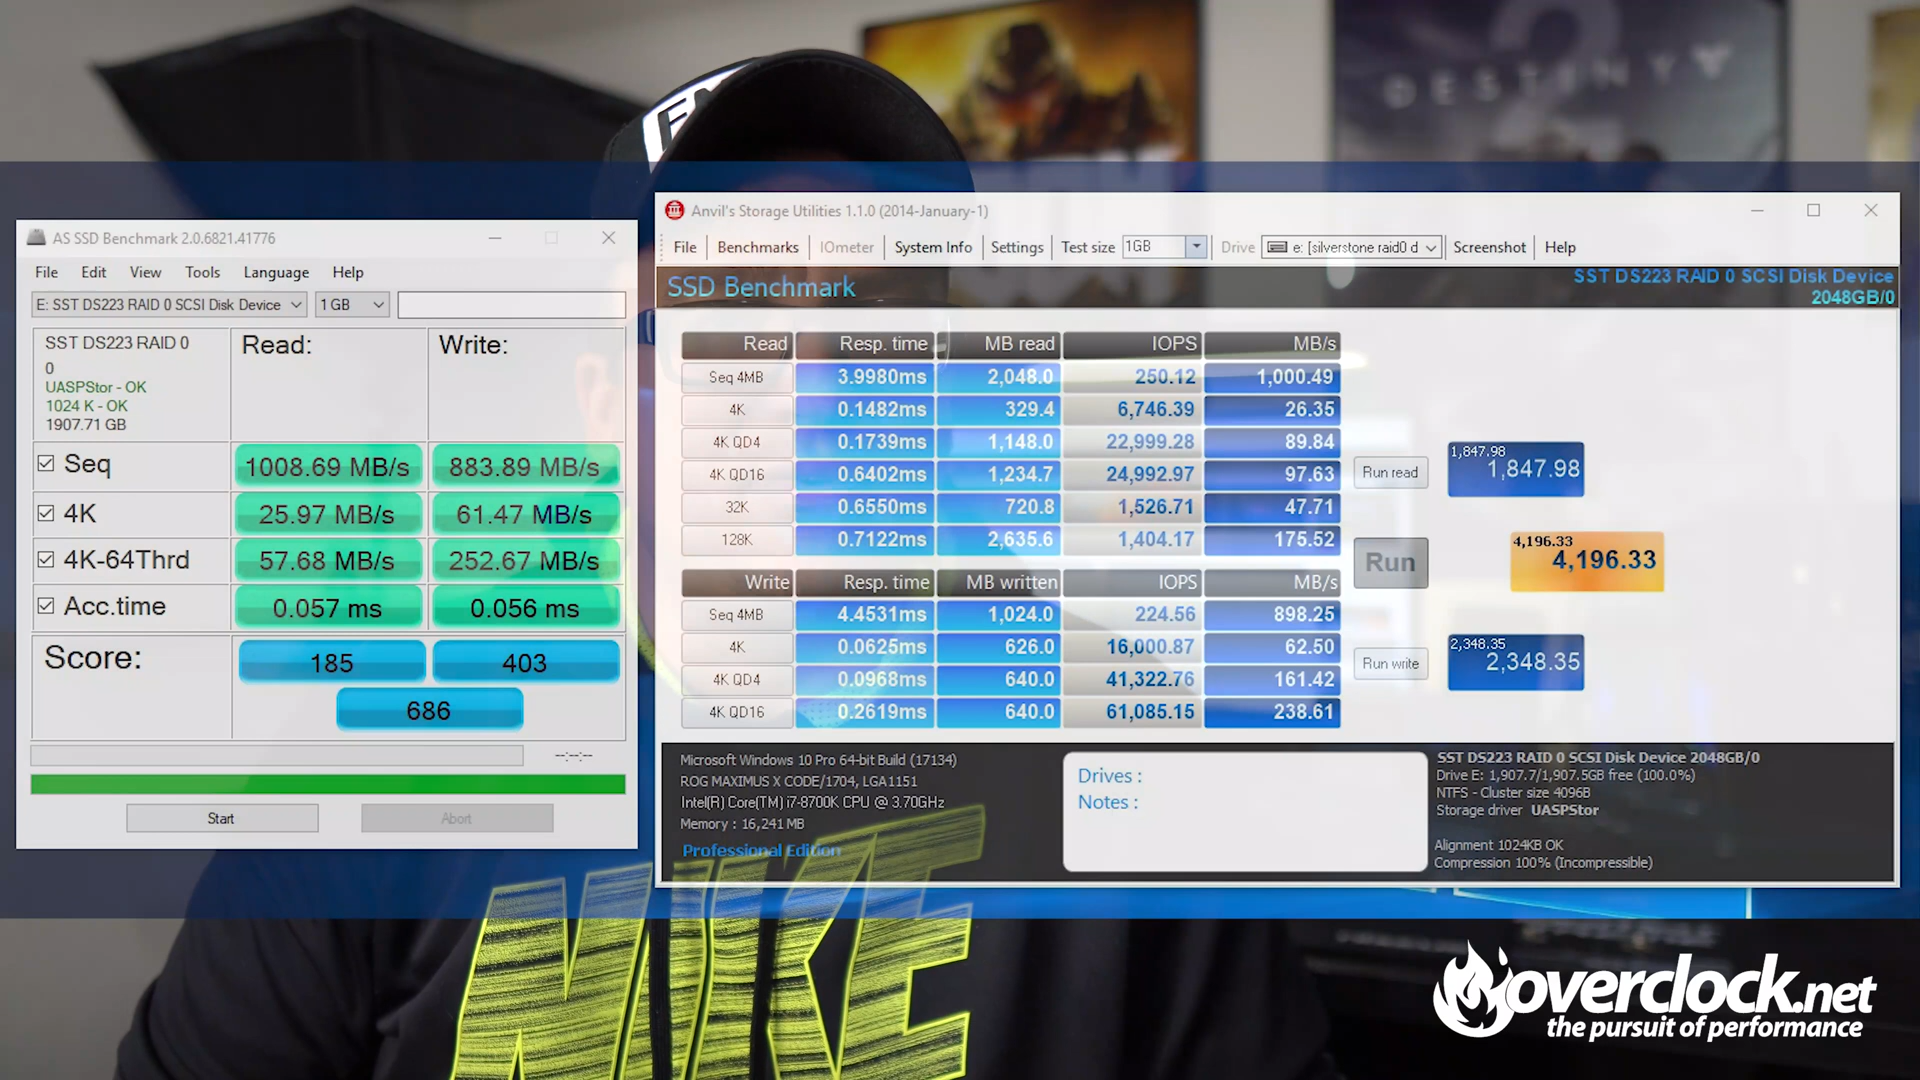 DESTINY
AS SSD Benchmark 2.0.6821.41776
File Edit View Tools Language Help
E: SST DS223 RAID 0 SCSI Disk Device 1 GB
SST DS223 RAID 0
0
UASPStor - OK
1024 K - OK
1907.71 GB
Read: Write:
Seq 1008.69 MB/s 883.89 MB/s
4K 25.97 MB/s 61.47 MB/s
4K-64Thrd 57.68 MB/s 252.67 MB/s
Acc.time 0.057 ms 0.056 ms
Score: 185 403
686
--:--:--
Start Abort
Anvil's Storage Utilities 1.1.0 (2014-January-1)
File Benchmarks IOmeter System Info Settings Test size 1GB Drive e: [silverstone raid0 d Screenshot Help
SSD Benchmark
SST DS223 RAID 0 SCSI Disk Device
2048GB/0
Read Resp. time MB read IOPS MB/s
Seq 4MB 3.9980ms 2,048.0 250.12 1,000.49
4K 0.1482ms 329.4 6,746.39 26.35
4K QD4 0.1739ms 1,148.0 22,999.28 89.84
4K QD16 0.6402ms 1,234.7 24,992.97 97.63
32K 0.6550ms 720.8 1,526.71 47.71
128K 0.7122ms 2,635.6 1,404.17 175.52
Run read 1,847.98
1,847.98
Run 4,196.33
4,196.33
Write Resp. time MB written IOPS MB/s
Seq 4MB 4.4531ms 1,024.0 224.56 898.25
4K 0.0625ms 626.0 16,000.87 62.50
4K QD4 0.0968ms 640.0 41,322.76 161.42
4K QD16 0.2619ms 640.0 61,085.15 238.61
Run write 2,348.35
2,348.35
Microsoft Windows 10 Pro 64-bit Build (17134)
ROG MAXIMUS X CODE/1704, LGA1151
Intel(R) Core(TM) i7-8700K CPU @ 3.70GHz
Memory : 16,241 MB
Professional Edition
Drives :
Notes :
SST DS223 RAID 0 SCSI Disk Device 2048GB/0
Drive E: 1,907.7/1,907.5GB free (100.0%)
NTFS - Cluster size 4096B
Storage driver UASPStor
Alignment 1024KB OK
Compression 100% (Incompressible)
NIKE
overclock.net
the pursuit of performance